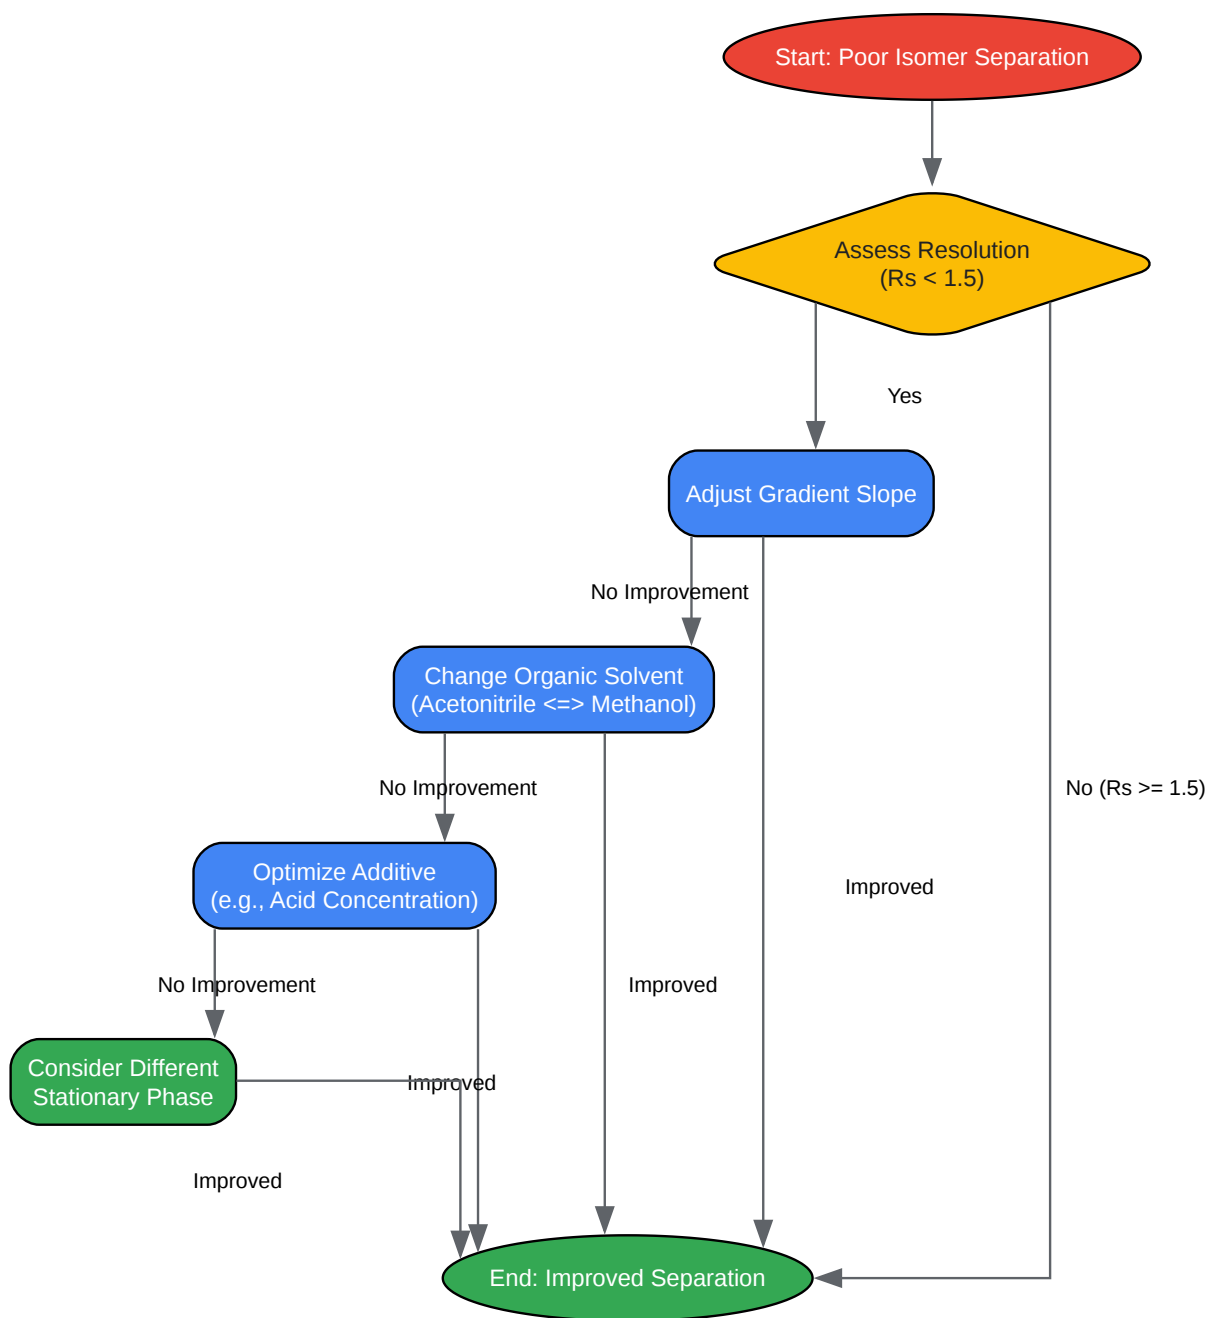 Start: Poor Isomer Separation
Assess Resolution
(Rs < 1.5)
Yes
Adjust Gradient Slope
No Improvement
Change Organic Solvent
(Acetonitrile <=> Methanol)
No Improvement
No (Rs >= 1.5)
Optimize Additive
(e.g., Acid Concentration)
Improved
No Improvement
Improved
Consider Different
Stationary Phase
Improved
Improved
End: Improved Separation